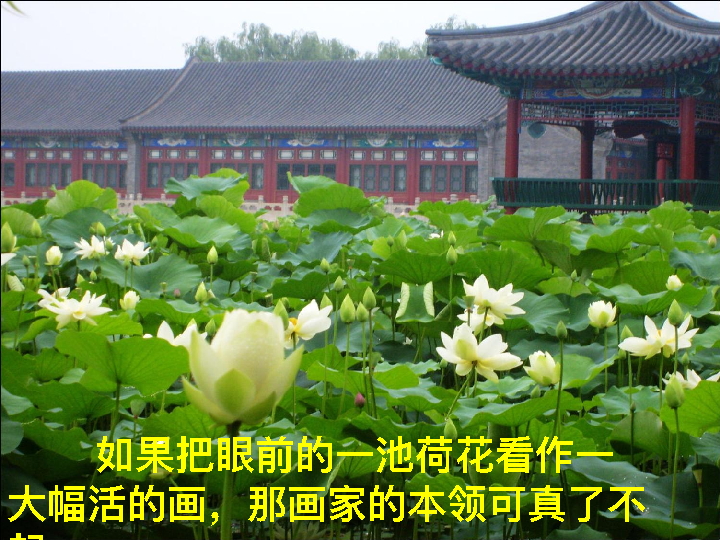 如果把眼前的一池荷花看作一
大幅活的画，那画家的本领可真了不